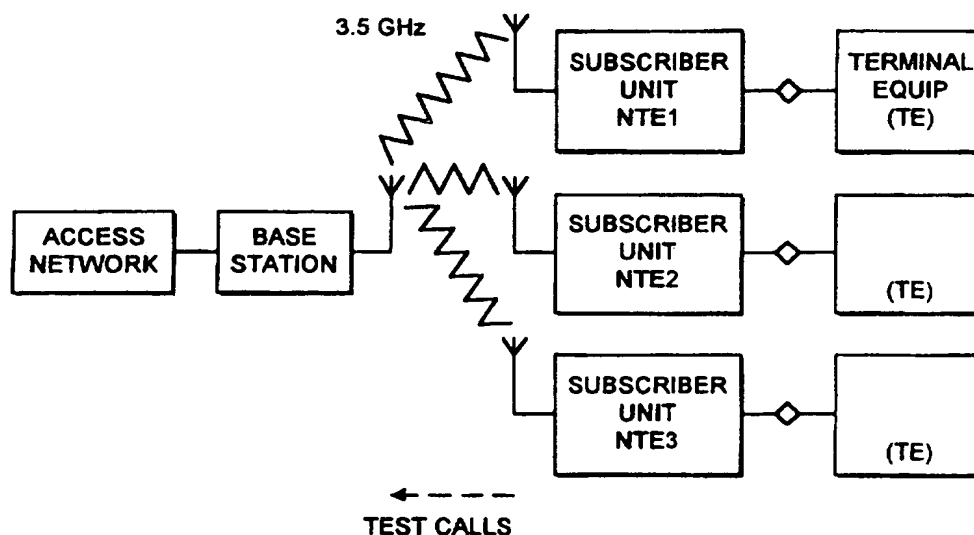 3.5 GHz
SUBSCRIBER
UNIT
NTE1
TERMINAL
EQUIP
(TE)
ACCESS
NETWORK
BASE
STATION
SUBSCRIBER
UNIT
NTE2
(TE)
SUBSCRIBER
UNIT
NTE3
(TE)
TEST CALLS